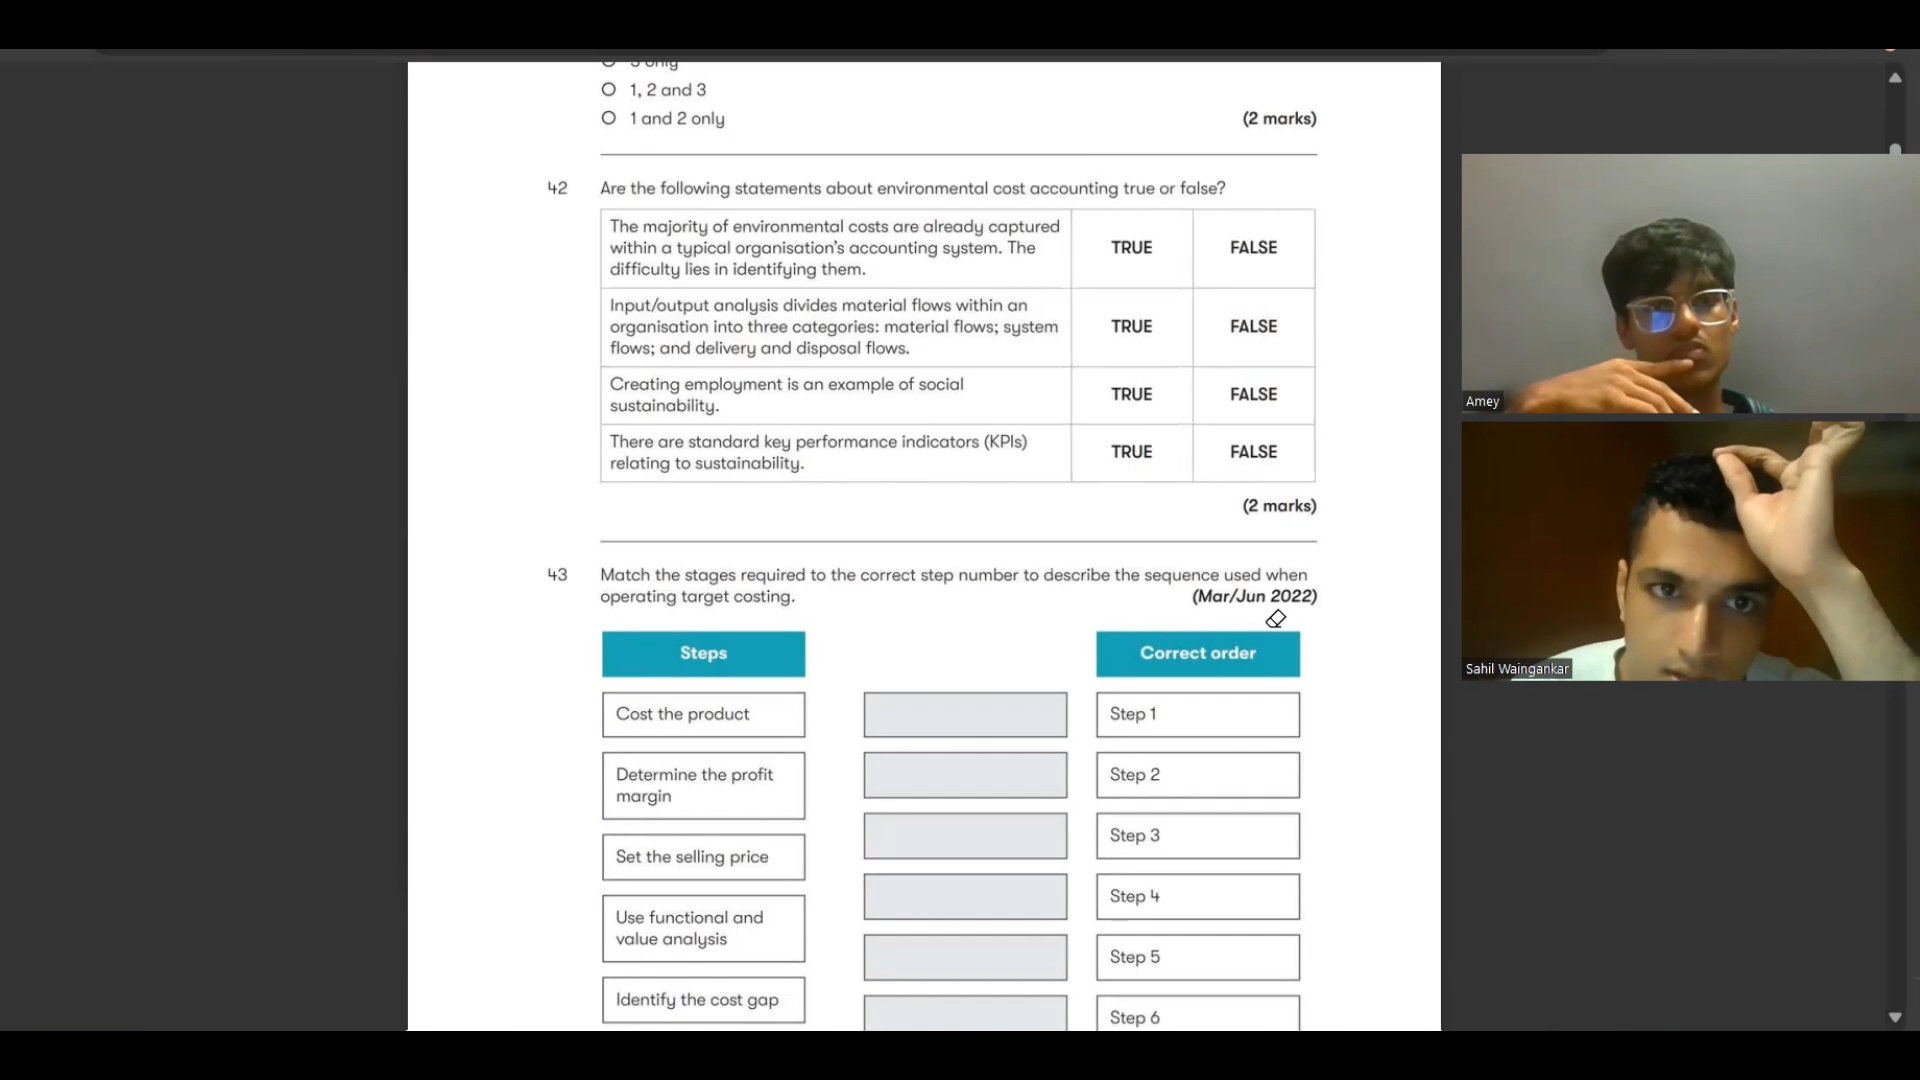 3 only
1, 2 and 3
1 and 2 only
(2 marks)
42 Are the following statements about environmental cost accounting true or false?
The majority of environmental costs are already captured
within a typical organisation's accounting system. The
difficulty lies in identifying them.
TRUE
FALSE
Input/output analysis divides material flows within an
organisation into three categories: material flows; system
flows; and delivery and disposal flows.
TRUE
FALSE
Creating employment is an example of social
sustainability.
TRUE
FALSE
There are standard key performance indicators (KPIs)
relating to sustainability.
TRUE
FALSE
(2 marks)
43 Match the stages required to the correct step number to describe the sequence used when
operating target costing.
(Mar/Jun 2022)
Steps
Correct order
Cost the product
Step 1
Determine the profit
margin
Step 2
Step 3
Set the selling price
Use functional and
value analysis
Step 4
Step 5
Identify the cost gap
Step 6
Amey
Sahil Waingankar